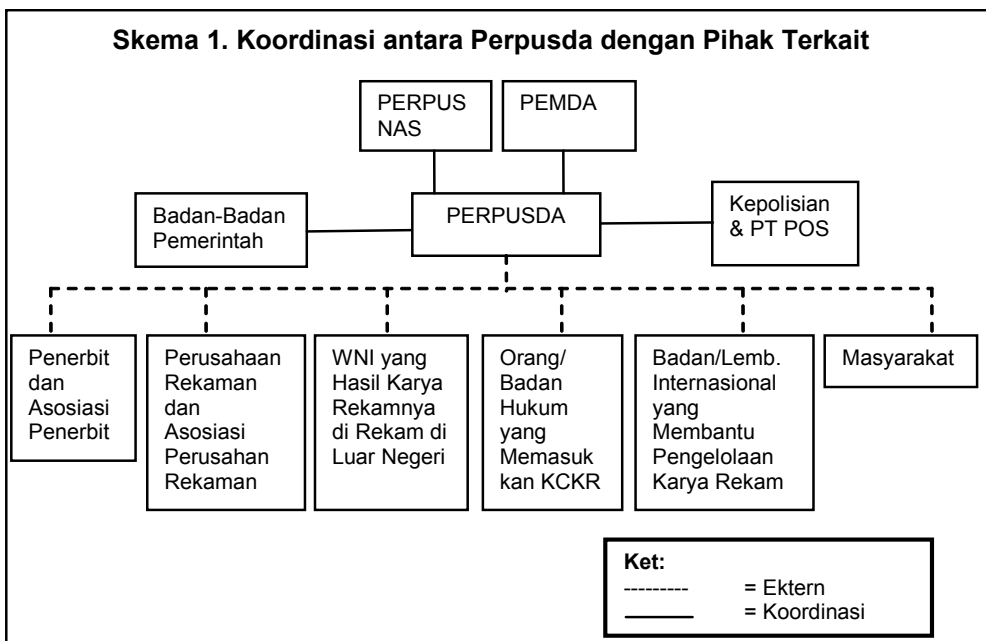 Skema 1. Koordinasi antara Perpusda dengan Pihak Terkait
PERPUS
NAS
PEMDA
Badan-Badan
Pemerintah
PERPUSDA
Kepolisian
& PT POS
Penerbit
dan
Asosiasi
Penerbit
Perusahaan
Rekaman
dan
Asosiasi
Perusahan
Rekaman
WNI yang
Hasil Karya
Rekamnya
di Rekam di
Luar Negeri
Orang/
Badan
Hukum
yang
Memasuk
kan KCKR
Badan/Lemb.
Internasional
yang
Membantu
Pengelolaan
Karya Rekam
Masyarakat
Ket:
--------- = Ektern
= Koordinasi